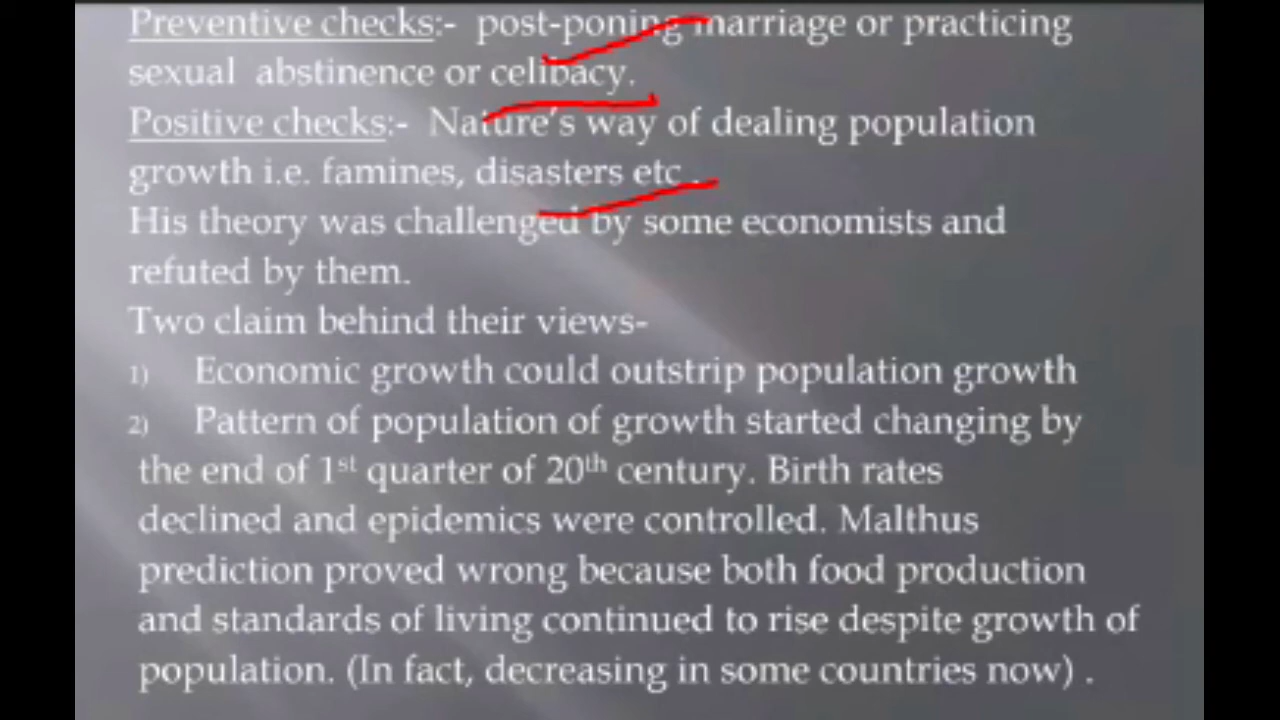 Preventive checks:- post-poning marriage or practicing
sexual abstinence or celibacy.
Positive checks:- Nature's way of dealing population
growth i.e. famines, disasters etc .
His theory was challenged by some economists and
refuted by them.
Two claim behind their views-
1) Economic growth could outstrip population growth
2) Pattern of population of growth started changing by
the end of 1st quarter of 20th century. Birth rates
declined and epidemics were controlled. Malthus
prediction proved wrong because both food production
and standards of living continued to rise despite growth of
population. (In fact, decreasing in some countries now) .